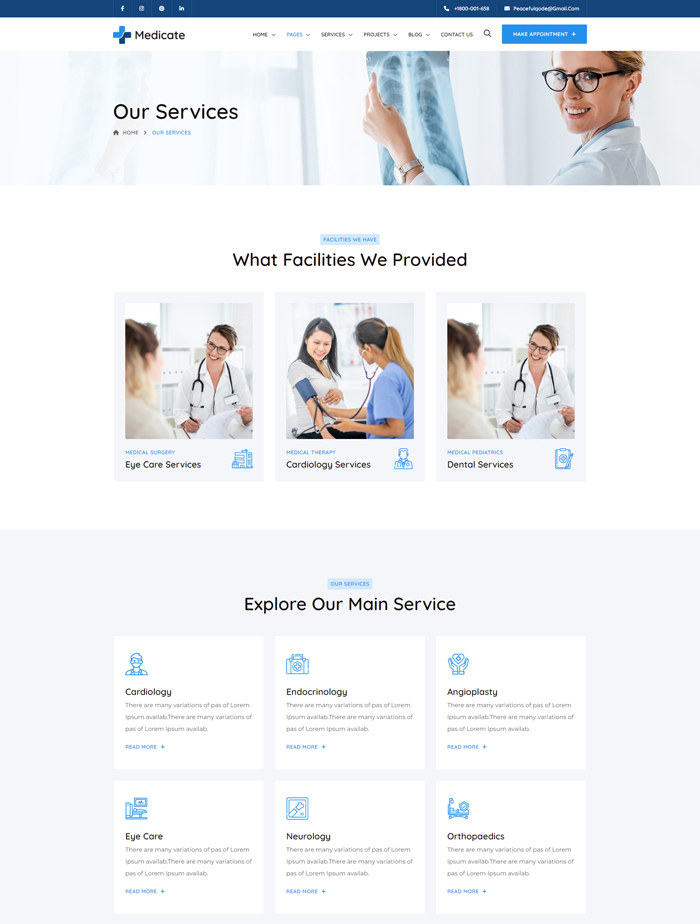 +1800-001-658
Peacefulqode@Gmail.Com
Medicate
HOME PAGES SERVICES PROJECTS BLOG CONTACT US
MAKE APPOINTMENT +
Our Services
HOME > OUR SERVICES
FACILITIES WE HAVE
What Facilities We Provided
MEDICAL SURGERY
Eye Care Services
MEDICAL THERAPY
Cardiology Services
MEDICAL PEDIATRICS
Dental Services
OUR SERVICES
Explore Our Main Service
Cardiology
There are many variations of pas of Lorem
Ipsum availab.There are many variations of
pas of Lorem Ipsum availab.
READ MORE +
Endocrinology
There are many variations of pas of Lorem
Ipsum availab.There are many variations of
pas of Lorem Ipsum availab.
READ MORE +
Angioplasty
There are many variations of pas of Lorem
Ipsum availab.There are many variations of
pas of Lorem Ipsum availab.
READ MORE +
Eye Care
There are many variations of pas of Lorem
Ipsum availab.There are many variations of
pas of Lorem Ipsum availab.
READ MORE +
Neurology
There are many variations of pas of Lorem
Ipsum availab.There are many variations of
pas of Lorem Ipsum availab.
READ MORE +
Orthopaedics
There are many variations of pas of Lorem
Ipsum availab.There are many variations of
pas of Lorem Ipsum availab.
READ MORE +